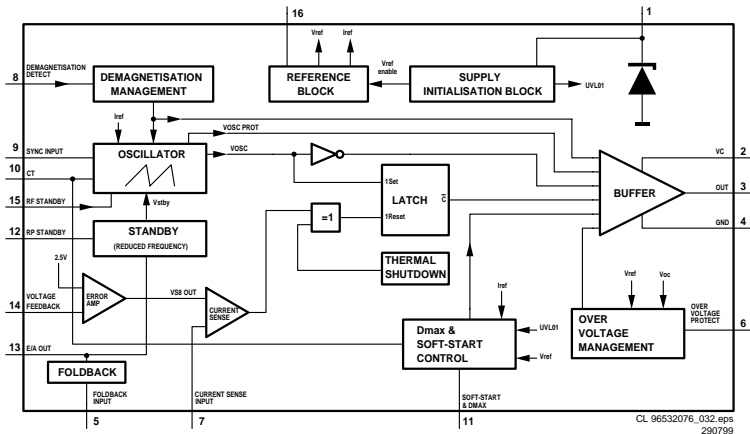 16
1
Vref
Iref
8
DEMAGNETISATION
DETECT
DEMAGNETISATION
MANAGEMENT
REFERENCE
BLOCK
Vref
enable
SUPPLY
INITIALISATION BLOCK
UVL01
Iref
VOSC PROT
9
SYNC INPUT
OSCILLATOR
VOSC
10
CT
VC
2
1Set
LATCH
C
1Reset
BUFFER
OUT
3
15
RF STANDBY
Vstby
GND
4
12
RP STANDBY
STANDBY
(REDUCED FREQUENCY)
=1
THERMAL
SHUTDOWN
2.5V
14
VOLTAGE
FEEDBACK
ERROR
AMP
VS8 OUT
CURRENT
SENSE
Iref
Vref
Voc
OVER
VOLTAGE
PROTECT
6
Dmax &
SOFT-START
CONTROL
UVL01
Vref
OVER
VOLTAGE
MANAGEMENT
13
E/A OUT
FOLDBACK
FOLDBACK
INPUT
5
7
CURRENT SENSE
INPUT
11
SOFT-START
& DMAX
CL 96532076_032.eps
290799